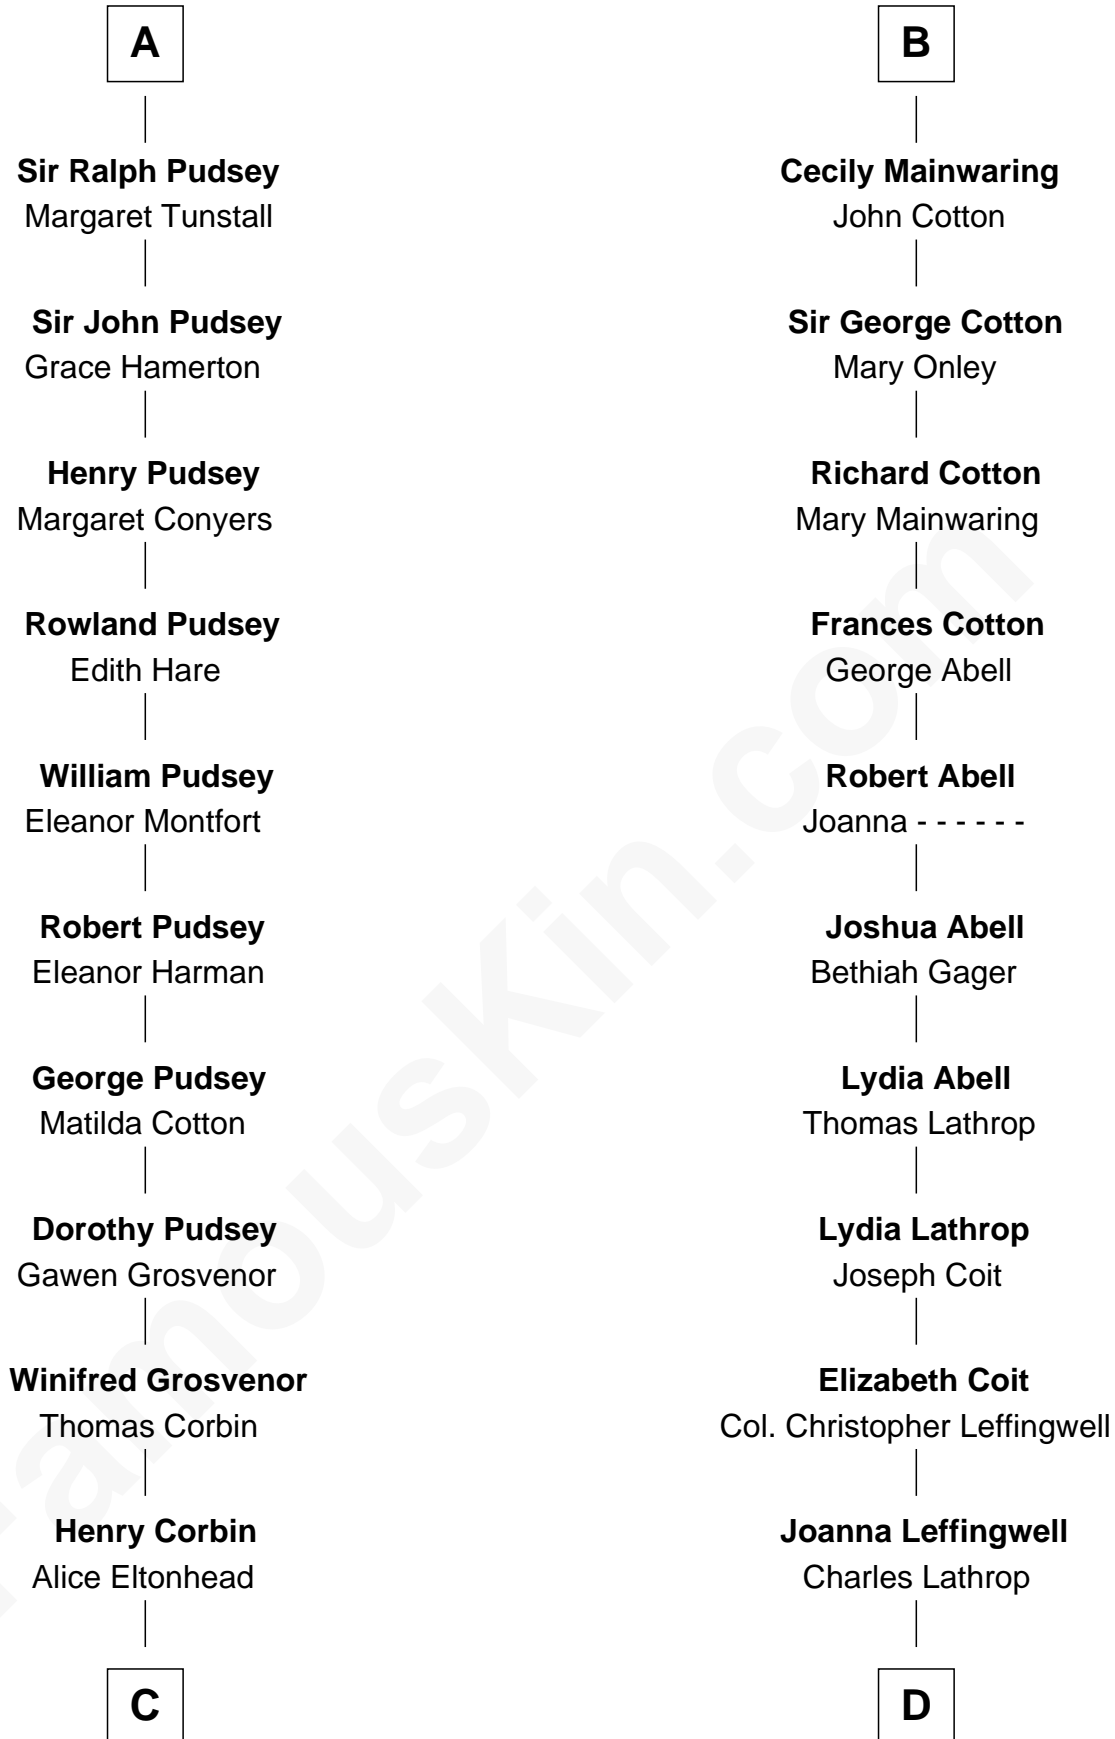 A
Sir Ralph Pudsey
Margaret Tunstall
Sir John Pudsey
Grace Hamerton
Henry Pudsey
Margaret Conyers
Rowland Pudsey
Edith Hare
William Pudsey
Eleanor Montfort
Robert Pudsey
Eleanor Harman
George Pudsey
Matilda Cotton
Dorothy Pudsey
Gawen Grosvenor
Winifred Grosvenor
Thomas Corbin
Henry Corbin
Alice Eltonhead
C
B
Cecily Mainwaring
John Cotton
Sir George Cotton
Mary Onley
Richard Cotton
Mary Mainwaring
Frances Cotton
George Abell
Robert Abell
Joanna - - - - - -
Joshua Abell
Bethiah Gager
Lydia Abell
Thomas Lathrop
Lydia Lathrop
Joseph Coit
Elizabeth Coit
Col. Christopher Leffingwell
Joanna Leffingwell
Charles Lathrop
D
FamousKin.com